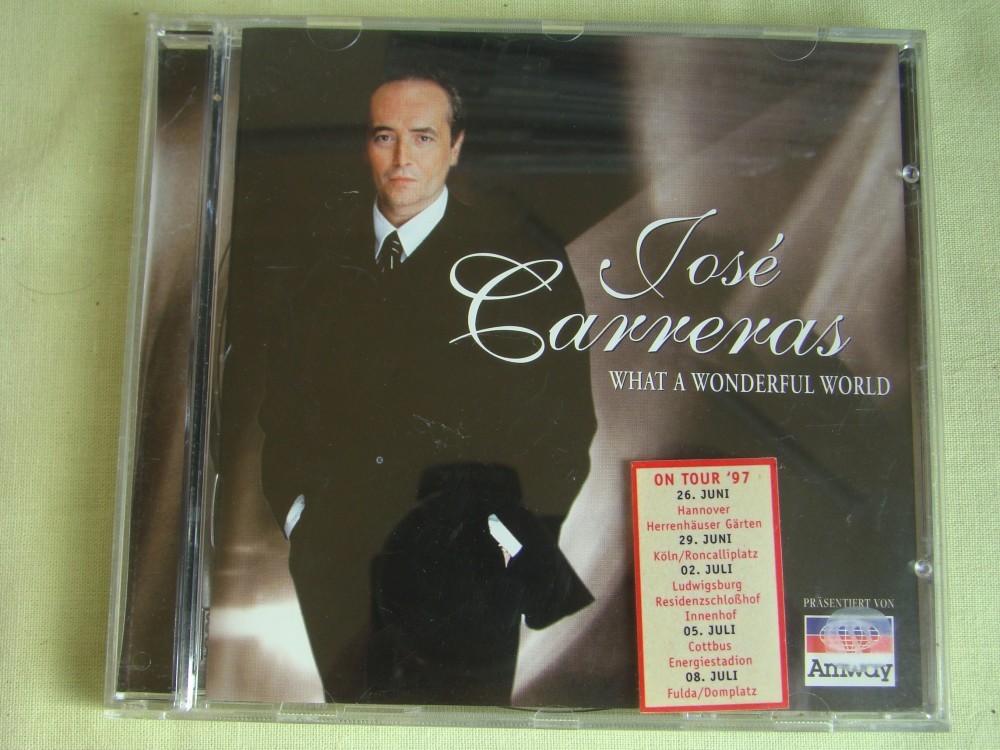 José
Carreras
WHAT A WONDERFUL WORLD
ON TOUR '97
26. JUNI
Hannover
Herrenhäuser Gärten
29. JUNI
Köln/Roncalliplatz
02. JULI
Ludwigsburg
Residenzschloßhof
Innenhof
05. JULI
Cottbus
Energiestadion
08. JULI
Fulda/Domplatz
PRÄSENTIERT VON
Amway